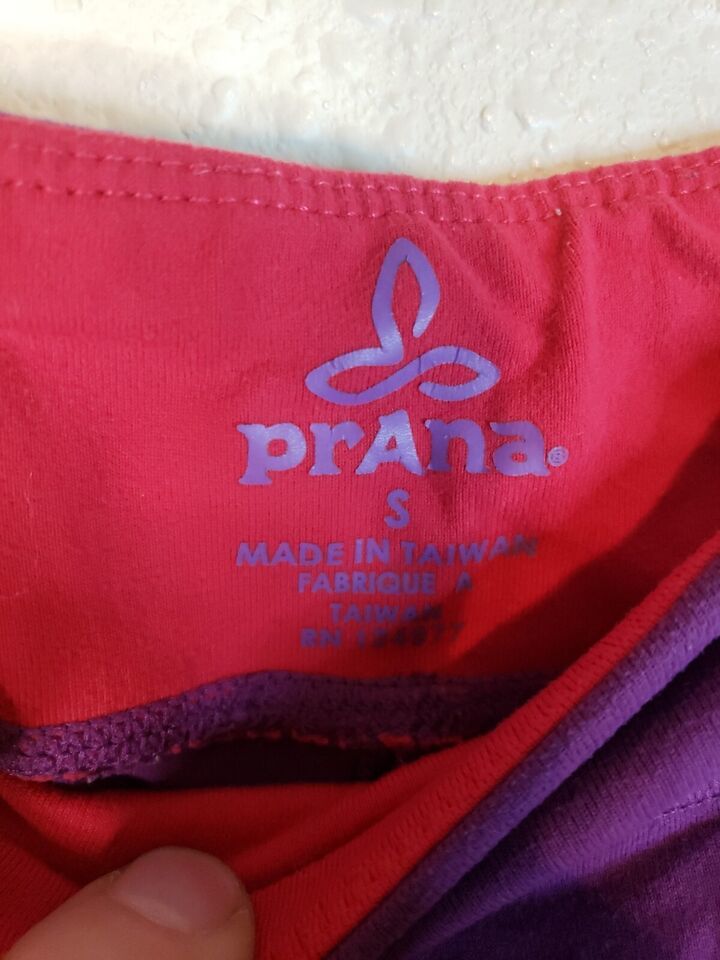 prAna®
S
MADE IN TAIWAN
FABRIQUE A
TAIWAN
RN